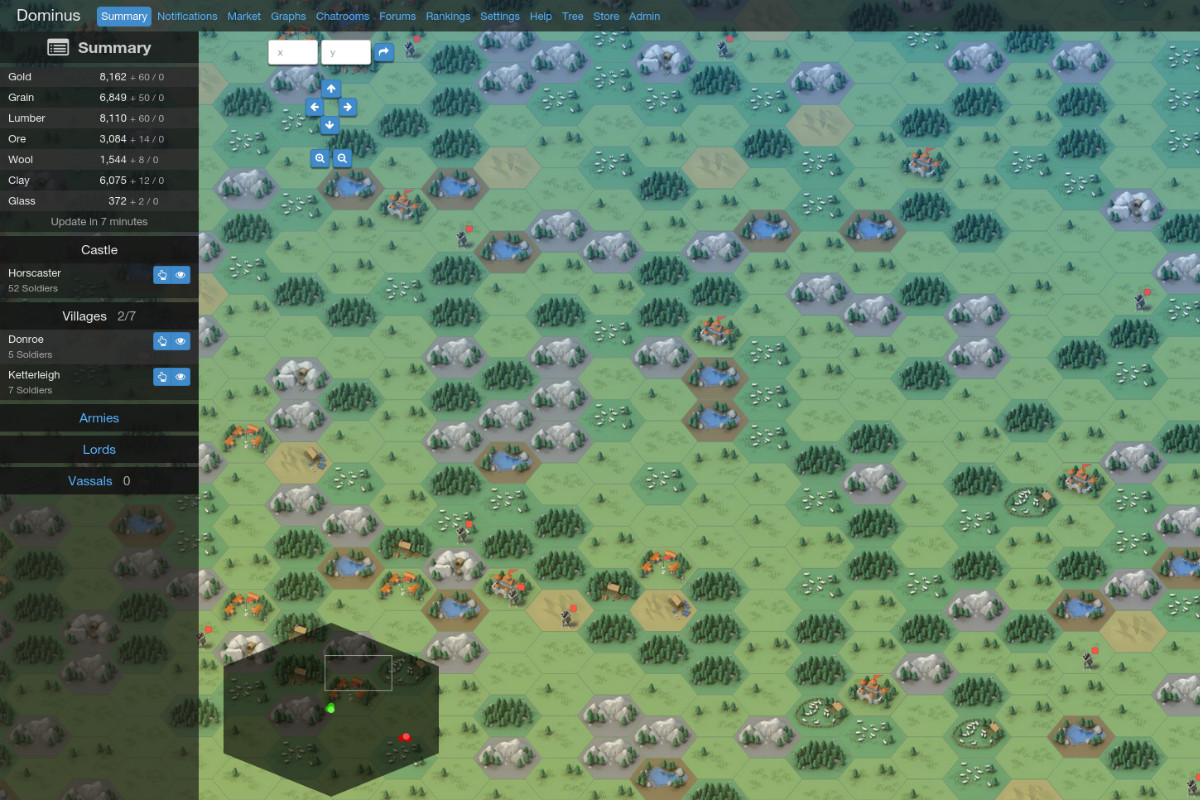 Dominus Summary Notifications Market Graphs Chatrooms Forums Rankings Settings Help Tree Store Admin
Summary
x y
Gold 8,162 + 60 / 0
Grain 6,849 + 50 / 0
Lumber 8,110 + 60 / 0
Ore 3,084 + 14 / 0
Wool 1,544 + 8 / 0
Clay 6,075 + 12 / 0
Glass 372 + 2 / 0
Update in 7 minutes
Castle
Horscaster
52 Soldiers
Villages 2/7
Donroe
5 Soldiers
Ketterleigh
7 Soldiers
Armies
Lords
Vassals 0